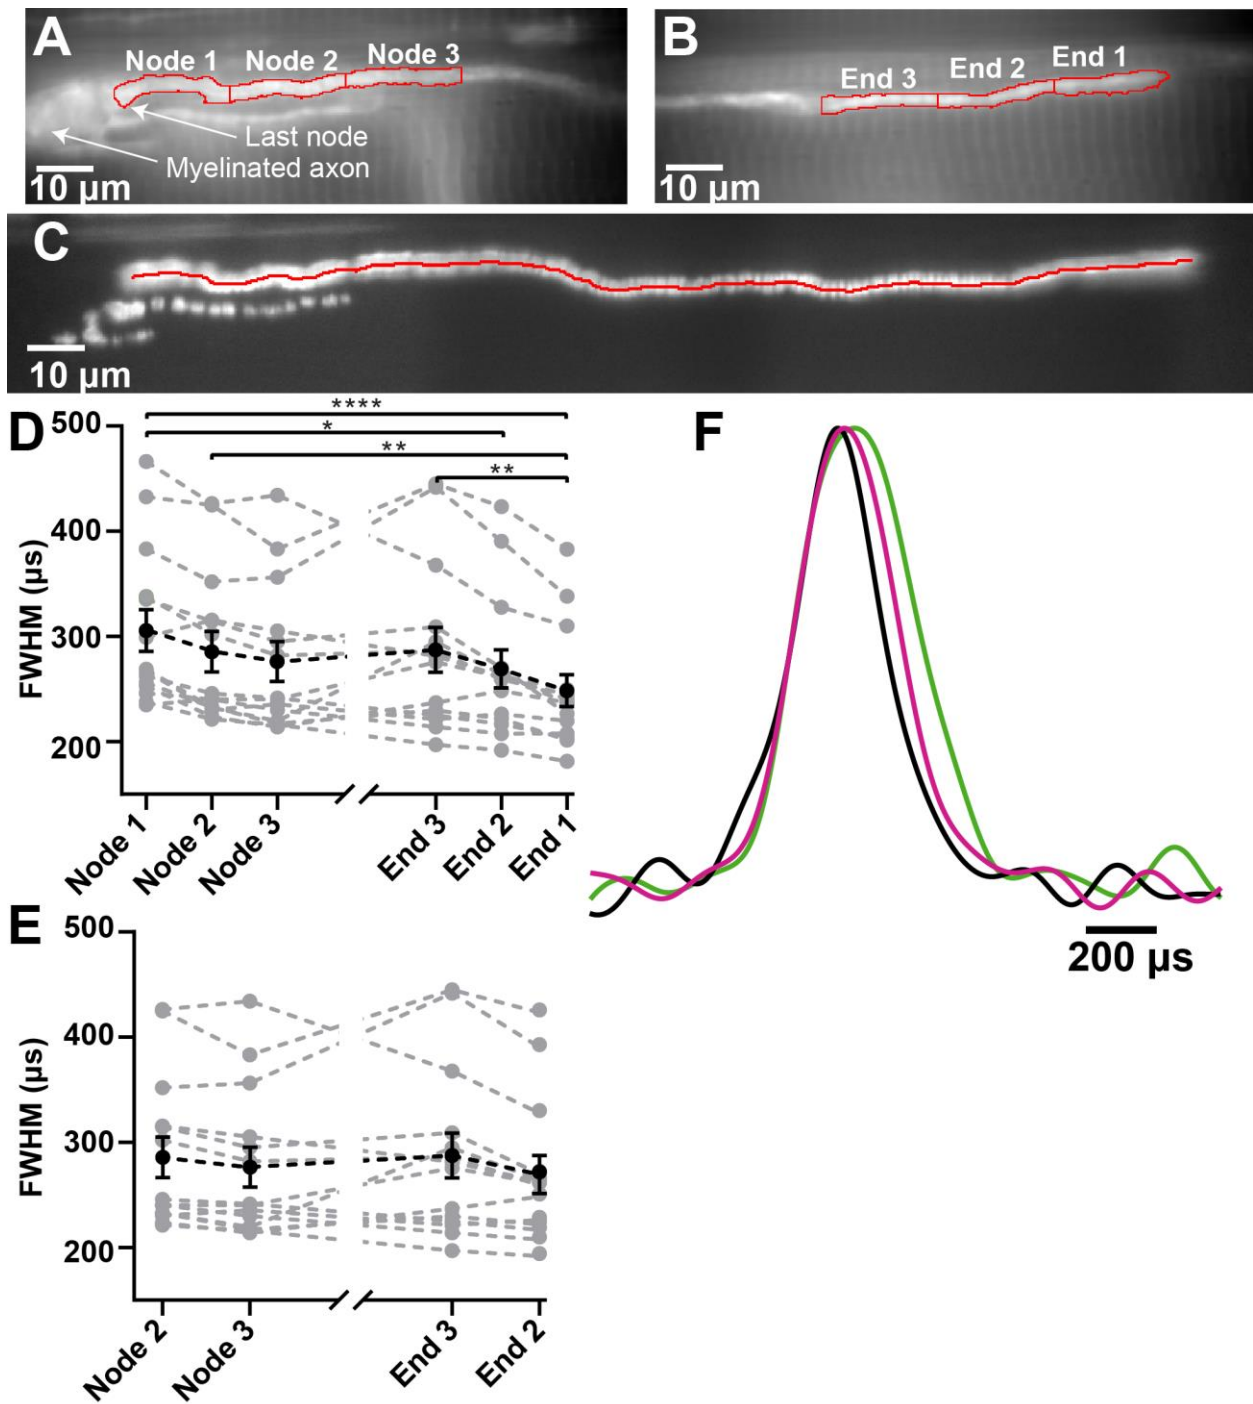 A
Node 1
Node 2
Node 3
Last node
Myelinated axon
10 µm
B
End 3
End 2
End 1
10 µm
C
10 µm
D
****
*
**
**
500
400
300
200
FWHM (µs)
Node 1
Node 2
Node 3
End 3
End 2
End 1
E
500
400
300
200
FWHM (µs)
Node 2
Node 3
End 3
End 2
F
200 µs